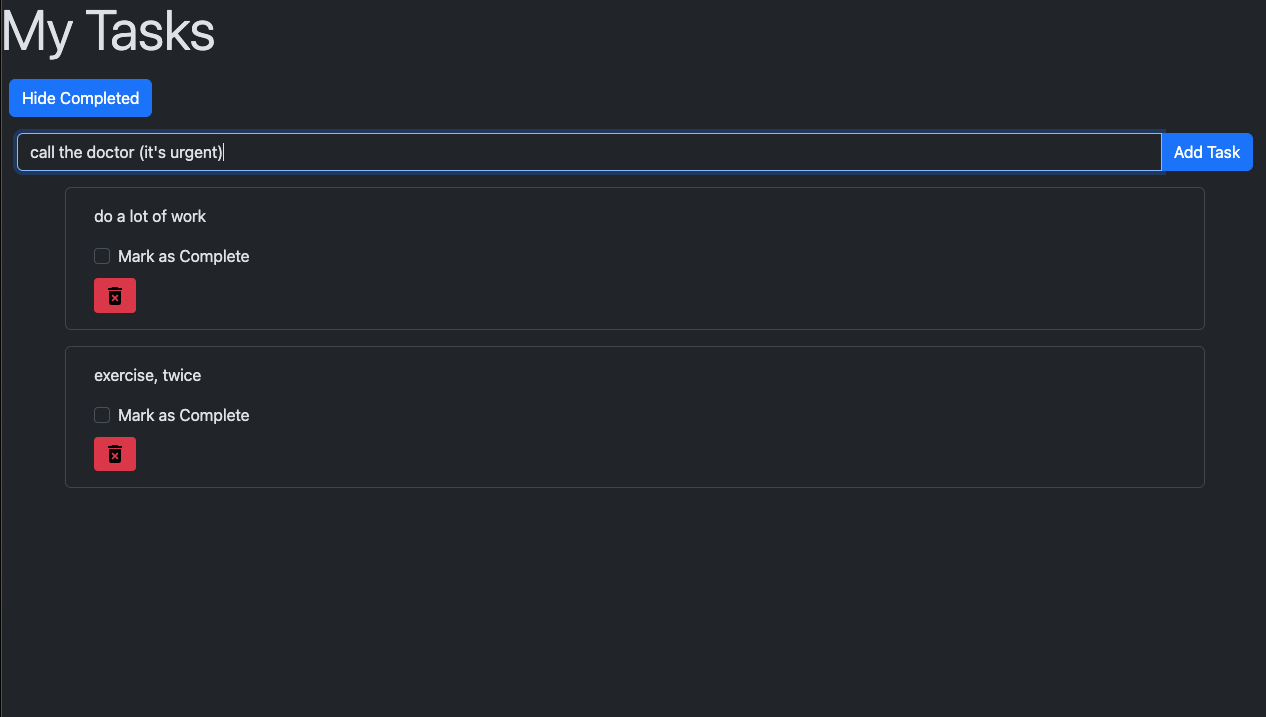 My Tasks
Hide Completed
call the doctor (it's urgent)
Add Task
do a lot of work
Mark as Complete
exercise, twice
Mark as Complete